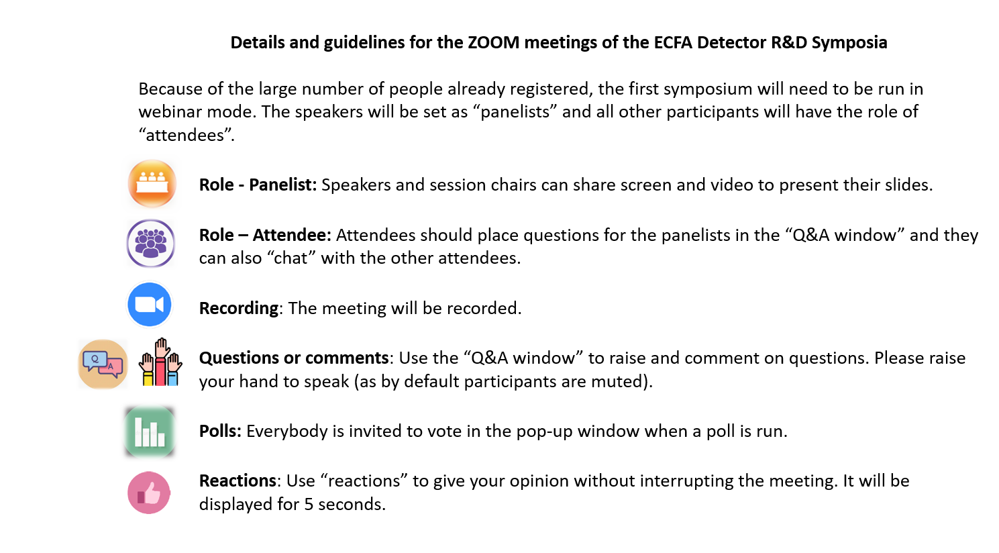 Details and guidelines for the ZOOM meetings of the ECFA Detector R&D Symposia
Because of the large number of people already registered, the first symposium will need to be run in
webinar mode. The speakers will be set as “panelists” and all other participants will have the role of
“attendees”.
Role - Panelist: Speakers and session chairs can share screen and video to present their slides.
Role – Attendee: Attendees should place questions for the panelists in the “Q&A window” and they
can also “chat” with the other attendees.
Recording: The meeting will be recorded.
Q
A
Questions or comments: Use the “Q&A window” to raise and comment on questions. Please raise
your hand to speak (as by default participants are muted).
Polls: Everybody is invited to vote in the pop-up window when a poll is run.
Reactions: Use “reactions” to give your opinion without interrupting the meeting. It will be
displayed for 5 seconds.